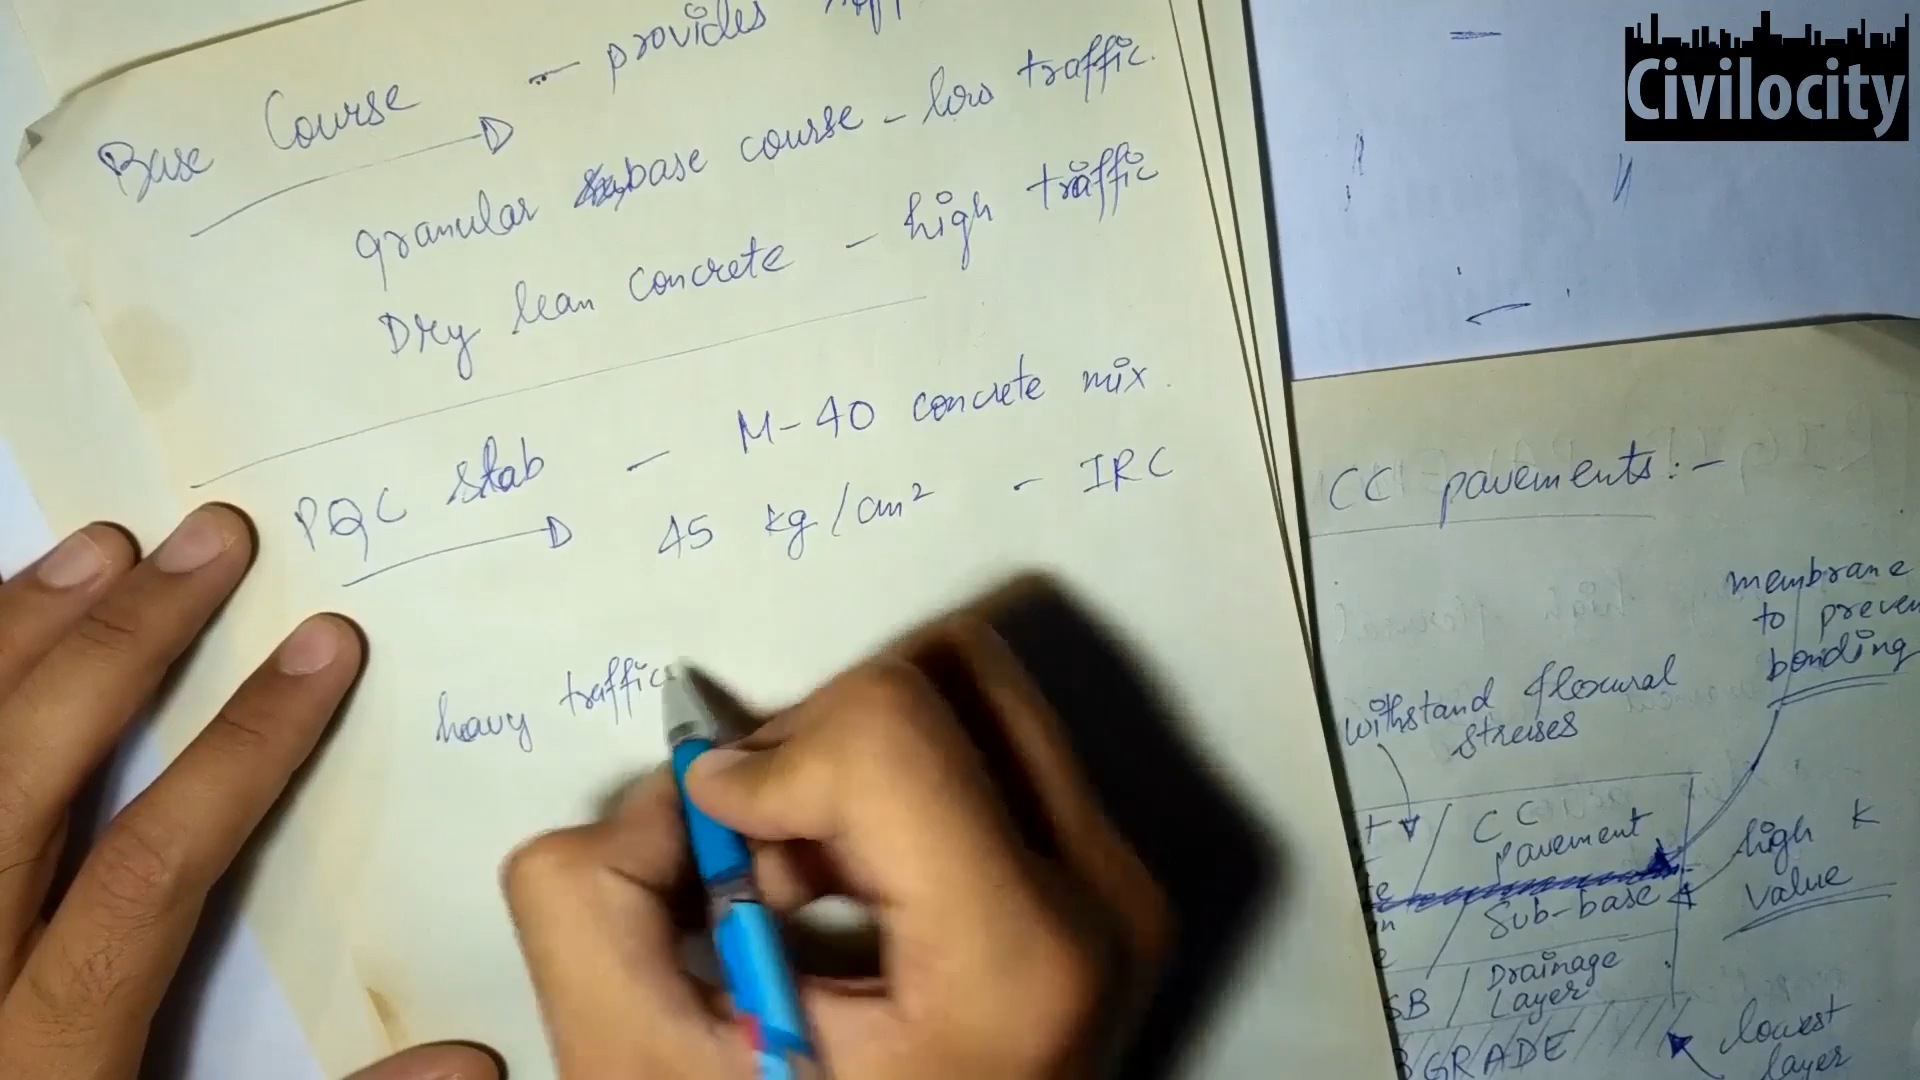 Base Course - provides
granular base course - low traffic.
Dry lean concrete - high traffic
PQC slab - M-40 concrete mix.
45 kg/cm² - IRC
heavy traffic
Civilocity
CC pavements:-
membrane
to preven
bonding
withstand flexural
stresses
CC
pavement
high k
value
Sub-base
SB
Drainage
Layer
GRADE
lowest
layer